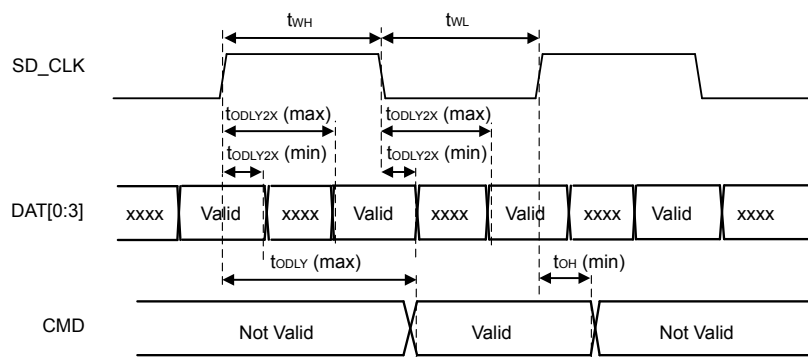 tWH tWL
SD_CLK
tODLY2X (max) tODLY2X (max)
tODLY2X (min) tODLY2X (min)
DAT[0:3] xxxx Valid xxxx Valid xxxx Valid xxxx Valid xxxx
tODLY (max) tOH (min)
CMD Not Valid Valid Not Valid